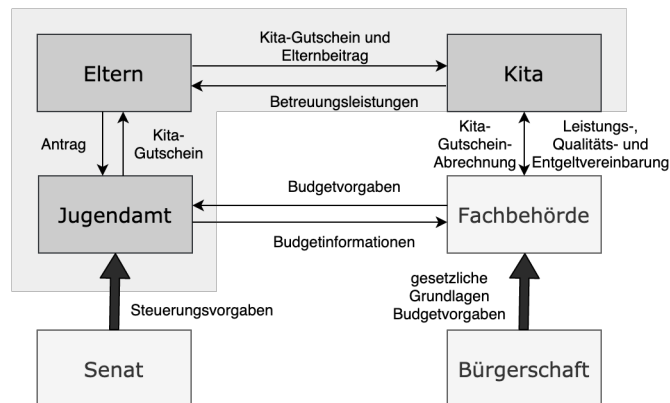 Kita-Gutschein und
Elternbeitrag
Eltern
Kita
Betreuungsleistungen
Antrag
Kita-
Gutschein
Kita-
Gutschein-
Abrechnung
Leistungs-,
Qualitäts- und
Entgeltvereinbarung
Jugendamt
Budgetvorgaben
Fachbehörde
Budgetinformationen
Steuerungsvorgaben
gesetzliche
Grundlagen
Budgetvorgaben
Senat
Bürgerschaft